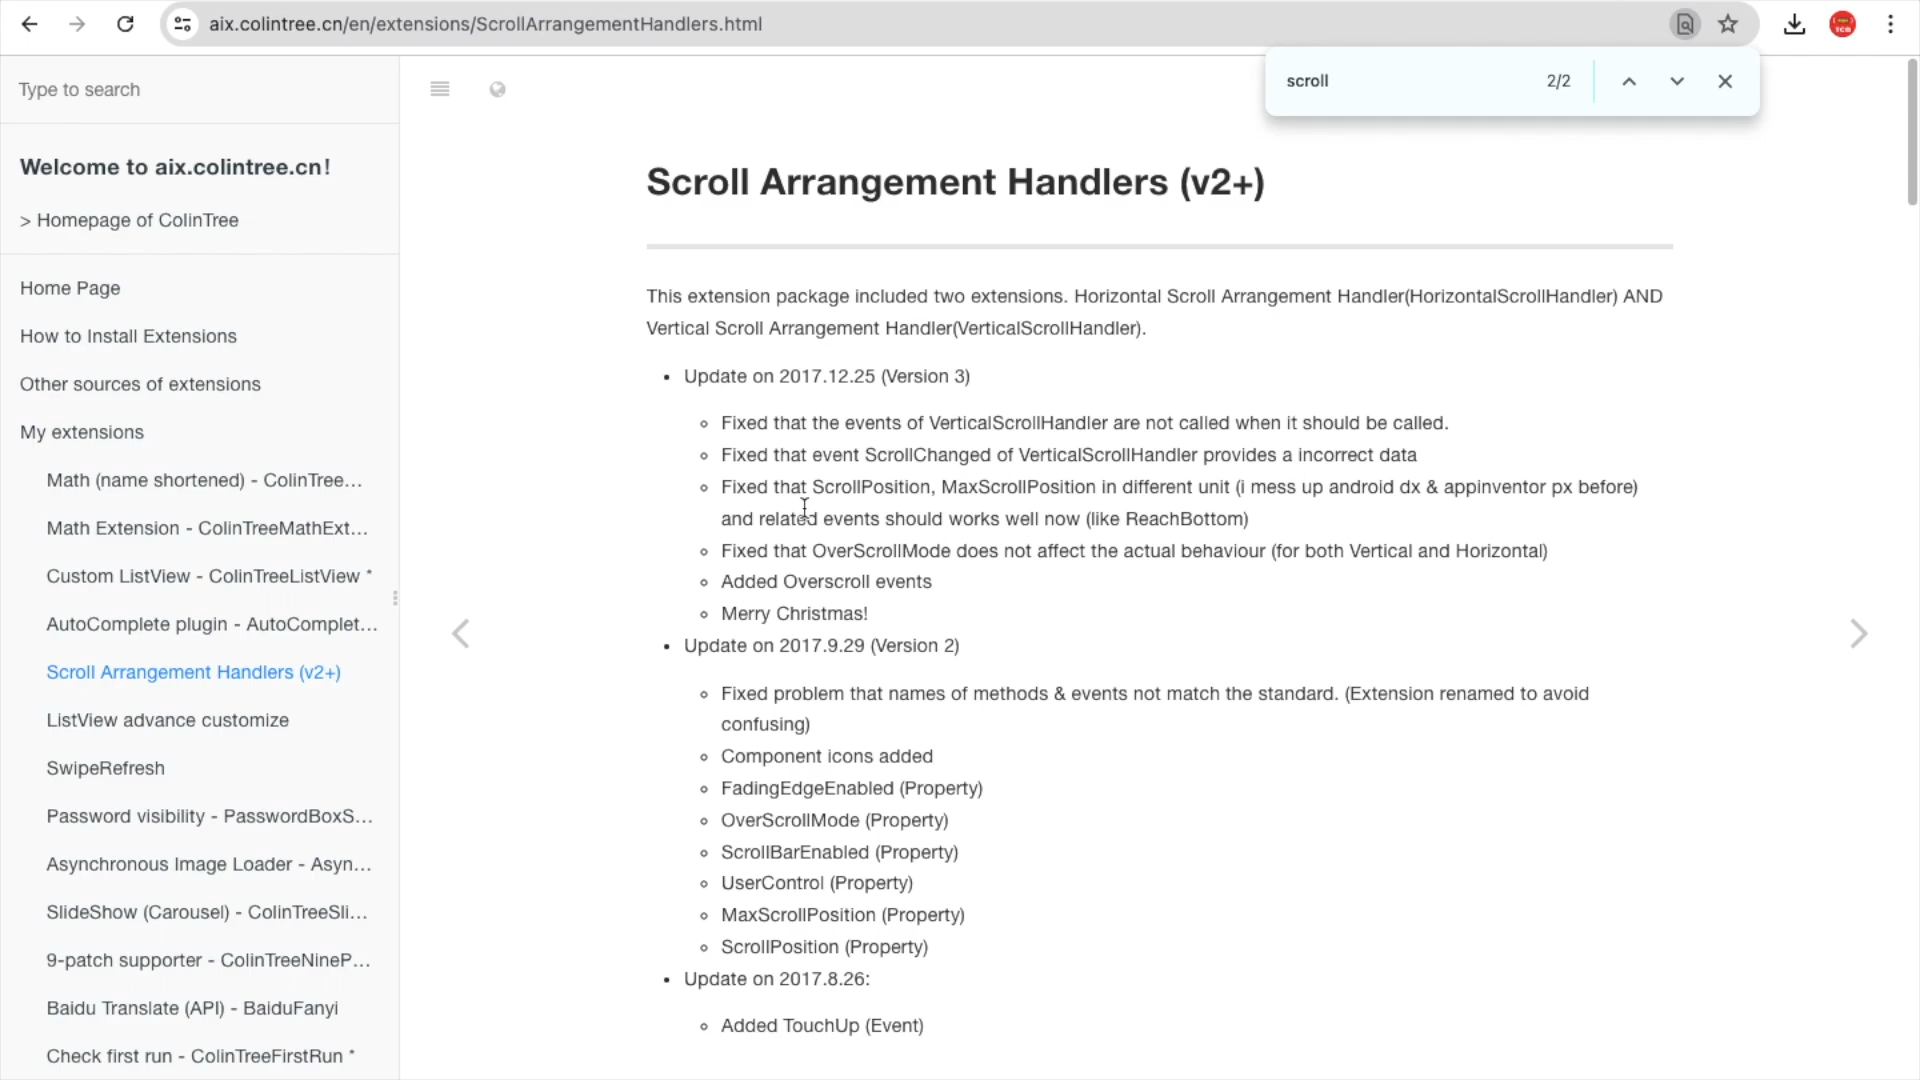 aix.colintree.cn/en/extensions/ScrollArrangementHandlers.html
scroll 2/2
Type to search
Welcome to aix.colintree.cn!
> Homepage of ColinTree
Home Page
How to Install Extensions
Other sources of extensions
My extensions
Math (name shortened) - ColinTree...
Math Extension - ColinTreeMathExt...
Custom ListView - ColinTreeListView *
AutoComplete plugin - AutoComplet...
Scroll Arrangement Handlers (v2+)
ListView advance customize
SwipeRefresh
Password visibility - PasswordBoxS...
Asynchronous Image Loader - Asyn...
SlideShow (Carousel) - ColinTreeSli...
9-patch supporter - ColinTreeNineP...
Baidu Translate (API) - BaiduFanyi
Check first run - ColinTreeFirstRun *
Scroll Arrangement Handlers (v2+)
This extension package included two extensions. Horizontal Scroll Arrangement Handler(HorizontalScrollHandler) AND
Vertical Scroll Arrangement Handler(VerticalScrollHandler).
• Update on 2017.12.25 (Version 3)
Fixed that the events of VerticalScrollHandler are not called when it should be called.
Fixed that event ScrollChanged of VerticalScrollHandler provides a incorrect data
Fixed that ScrollPosition, MaxScrollPosition in different unit (i mess up android dx & appinventor px before)
and related events should works well now (like ReachBottom)
Fixed that OverScrollMode does not affect the actual behaviour (for both Vertical and Horizontal)
Added Overscroll events
Merry Christmas!
• Update on 2017.9.29 (Version 2)
Fixed problem that names of methods & events not match the standard. (Extension renamed to avoid
confusing)
Component icons added
FadingEdgeEnabled (Property)
OverScrollMode (Property)
ScrollBarEnabled (Property)
UserControl (Property)
MaxScrollPosition (Property)
ScrollPosition (Property)
• Update on 2017.8.26:
Added TouchUp (Event)